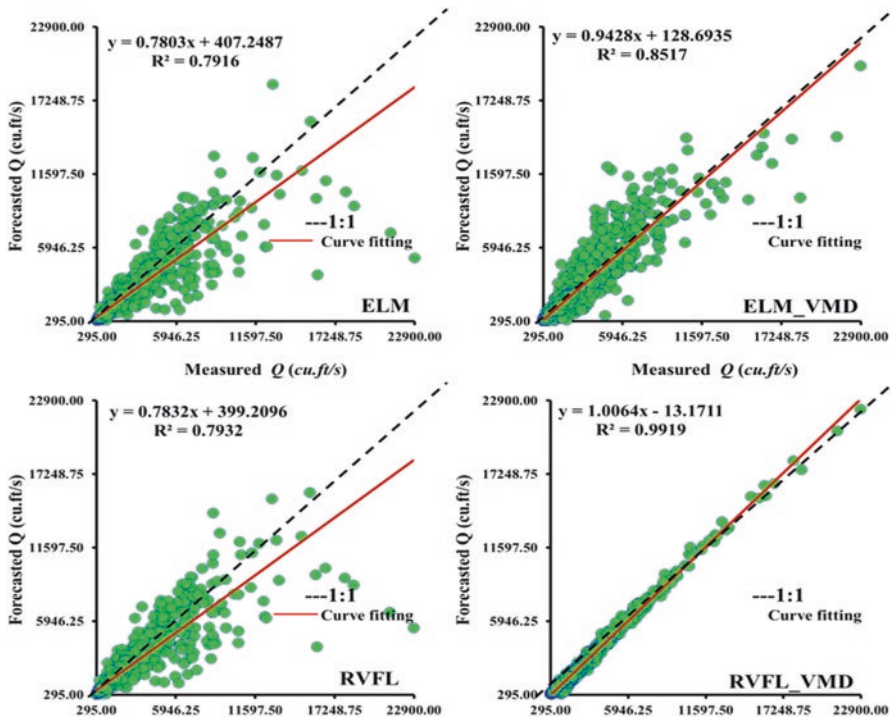 22900.00
y = 0.7803x + 407.2487
R² = 0.7916
17248.75
11597.50
5946.25
295.00
Forecasted Q (cu.ft/s)
---1:1
Curve fitting
ELM
295.00 5946.25 11597.50 17248.75 22900.00
22900.00
y = 0.9428x + 128.6935
R² = 0.8517
17248.75
11597.50
5946.25
295.00
Forecasted Q (cu.ft/s)
---1:1
Curve fitting
ELM_VMD
295.00 5946.25 11597.50 17248.75 22900.00
Measured Q (cu.ft/s)
Measured Q (cu.ft/s)
22900.00
y = 0.7832x + 399.2096
R² = 0.7932
17248.75
11597.50
5946.25
295.00
Forecasted Q (cu.ft/s)
---1:1
Curve fitting
RVFL
295.00 5946.25 11597.50 17248.75 22900.00
22900.00
y = 1.0064x - 13.1711
R² = 0.9919
17248.75
11597.50
5946.25
295.00
Forecasted Q (cu.ft/s)
---1:1
Curve fitting
RVFL_VMD
295.00 5946.25 11597.50 17248.75 22900.00